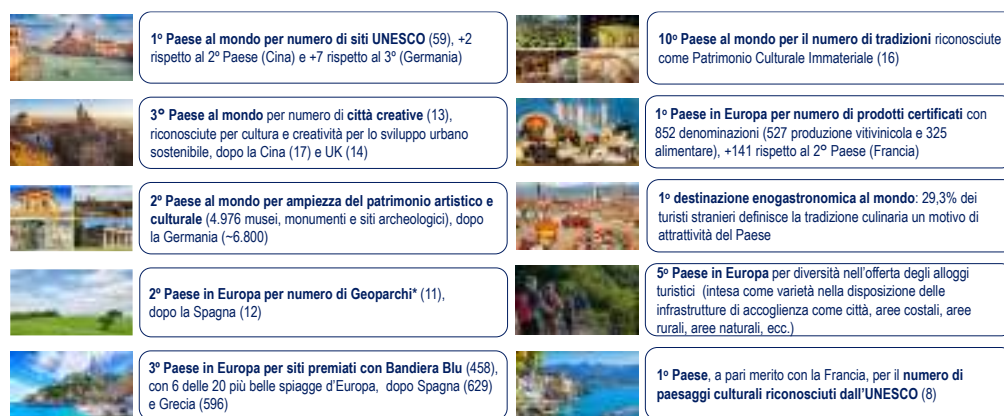 1º Paese al mondo per numero di siti UNESCO (59), +2
rispetto al 2º Paese (Cina) e +7 rispetto al 3º (Germania)
3º Paese al mondo per numero di città creative (13),
riconosciute per cultura e creatività per lo sviluppo urbano
sostenibile, dopo la Cina (17) e UK (14)
2º Paese al mondo per ampiezza del patrimonio artistico e
culturale (4.976 musei, monumenti e siti archeologici), dopo
la Germania (~6.800)
2º Paese in Europa per numero di Geoparchi* (11),
dopo la Spagna (12)
3º Paese in Europa per siti premiati con Bandiera Blu (458),
con 6 delle 20 più belle spiagge d'Europa, dopo Spagna (629)
e Grecia (596)
10º Paese al mondo per il numero di tradizioni riconosciute
come Patrimonio Culturale Immateriale (16)
1º Paese in Europa per numero di prodotti certificati con
852 denominazioni (527 produzione vitivinicola e 325
alimentare), +141 rispetto al 2º Paese (Francia)
1º destinazione enogastronomica al mondo: 29,3% dei
turisti stranieri definisce la tradizione culinaria un motivo di
attrattività del Paese
5º Paese in Europa per diversità nell'offerta degli alloggi
turistici (intesa come varietà nella disposizione delle
infrastrutture di accoglienza come città, aree costali, aree
rurali, aree naturali, ecc.)
1º Paese, a pari merito con la Francia, per il numero di
paesaggi culturali riconosciuti dall'UNESCO (8)